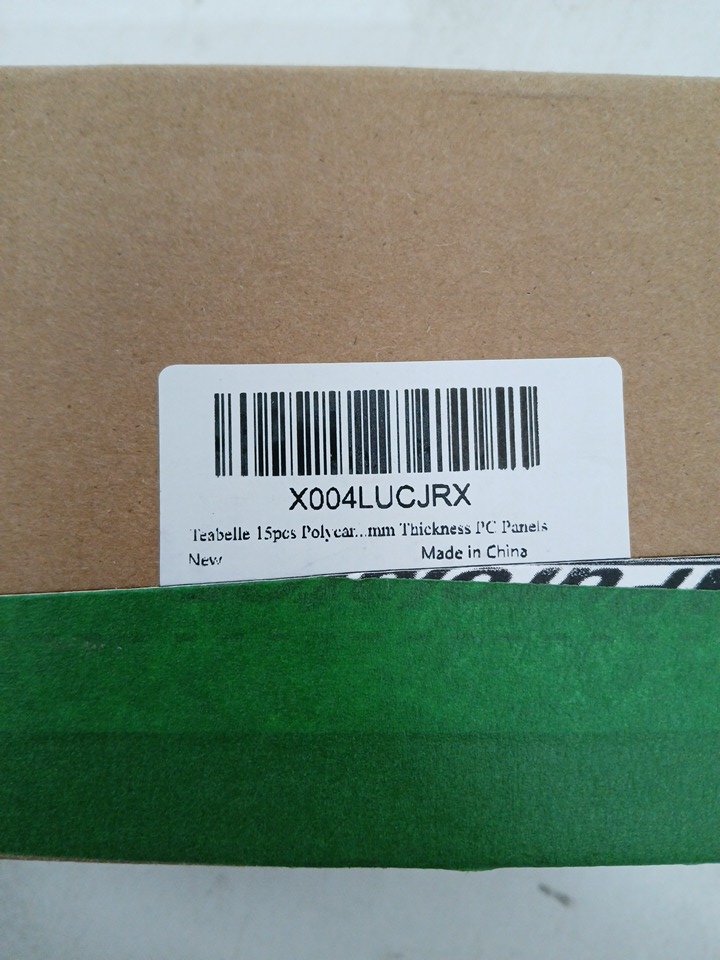 X004LUCJRX
Teabelle 15pcs Polycar...mm Thickness PC Panels
New
Made in China